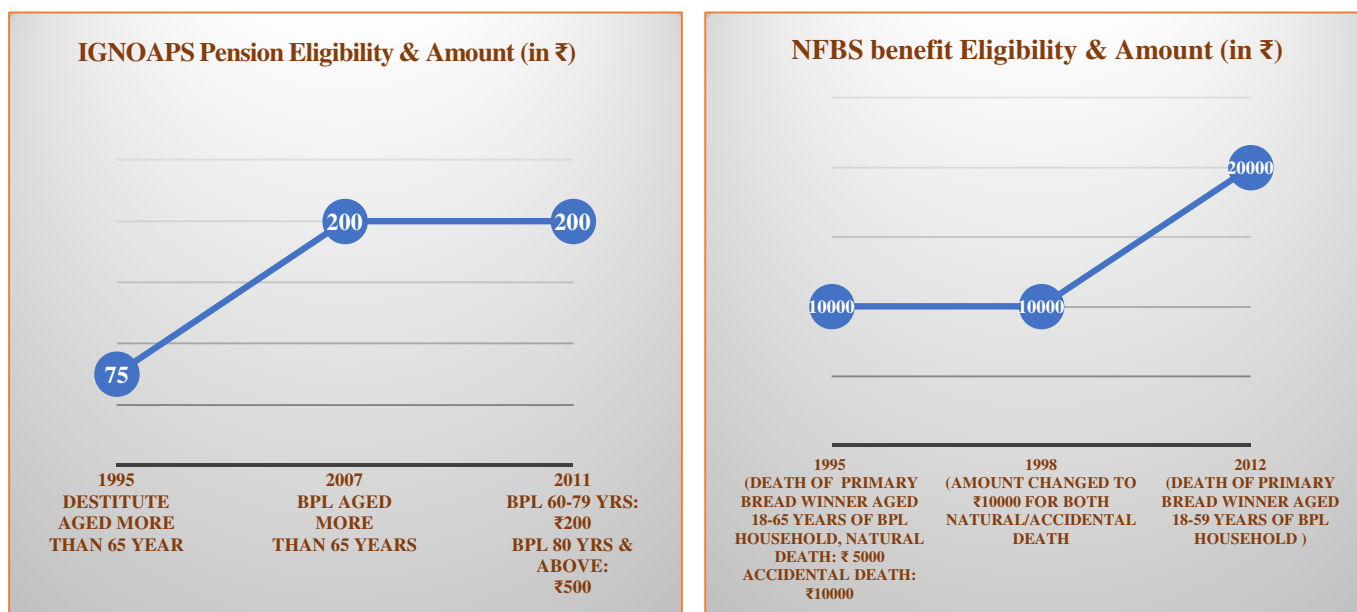 IGNOAPS Pension Eligibility & Amount (in ₹)
75
200
200
1995
DESTITUTE
AGED MORE
THAN 65 YEAR
2007
BPL AGED
MORE
THAN 65 YEARS
2011
BPL 60-79 YRS:
₹200
BPL 80 YRS &
ABOVE:
₹500
NFBS benefit Eligibility & Amount (in ₹)
10000
10000
20000
1995
(DEATH OF PRIMARY
BREAD WINNER AGED
18-65 YEARS OF BPL
HOUSEHOLD, NATURAL
DEATH: ₹ 5000
ACCIDENTAL DEATH:
₹10000
1998
(AMOUNT CHANGED TO
₹10000 FOR BOTH
NATURAL/ACCIDENTAL
DEATH
2012
(DEATH OF PRIMARY
BREAD WINNER AGED
18-59 YEARS OF BPL
HOUSEHOLD )